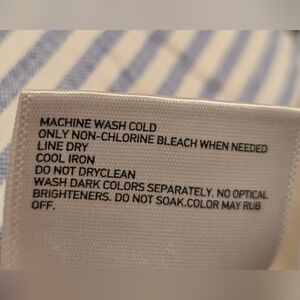 MACHINE WASH COLD
ONLY NON-CHLORINE BLEACH WHEN NEEDED
LINE DRY
COOL IRON
DO NOT DRYCLEAN
WASH DARK COLORS SEPARATELY. NO OPTICAL
BRIGHTENERS. DO NOT SOAK.COLOR MAY RUB
OFF.